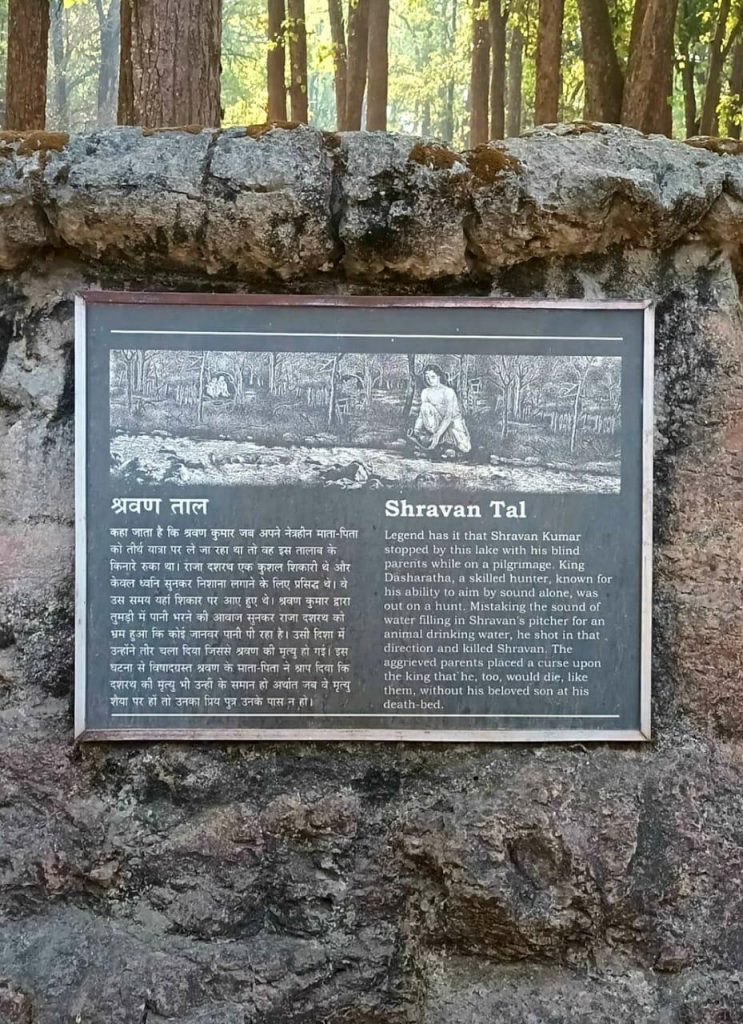 श्रवण ताल
कहा जाता है कि श्रवण कुमार जब अपने नेत्रहीन माता-पिता
को तीर्थ यात्रा पर ले जा रहा था तो वह इस तालाब के
किनारे रुका था। राजा दशरथ एक कुशल शिकारी थे और
केवल ध्वनि सुनकर निशाना लगाने के लिए प्रसिद्ध थे। वे
उस समय यहां शिकार पर आए हुए थे। श्रवण कुमार द्वारा
तुमड़ी में पानी भरने की आवाज सुनकर राजा दशरथ को
भ्रम हुआ कि कोई जानवर पानी पी रहा है। उसी दिशा में
उन्होंने तीर चला दिया जिससे श्रवण की मृत्यु हो गई। इस
घटना से विषादग्रस्त श्रवण के माता-पिता ने श्राप दिया कि
दशरथ की मृत्यु भी उन्ही के समान हो अर्थात जब वे मृत्यु
शैया पर हों तो उनका प्रिय पुत्र उनके पास न हो।
Shravan Tal
Legend has it that Shravan Kumar
stopped by this lake with his blind
parents while on a pilgrimage. King
Dasharatha, a skilled hunter, known for
his ability to aim by sound alone, was
out on a hunt. Mistaking the sound of
water filling in Shravan's pitcher for an
animal drinking water, he shot in that
direction and killed Shravan. The
aggrieved parents placed a curse upon
the king that he, too, would die, like
them, without his beloved son at his
death-bed.